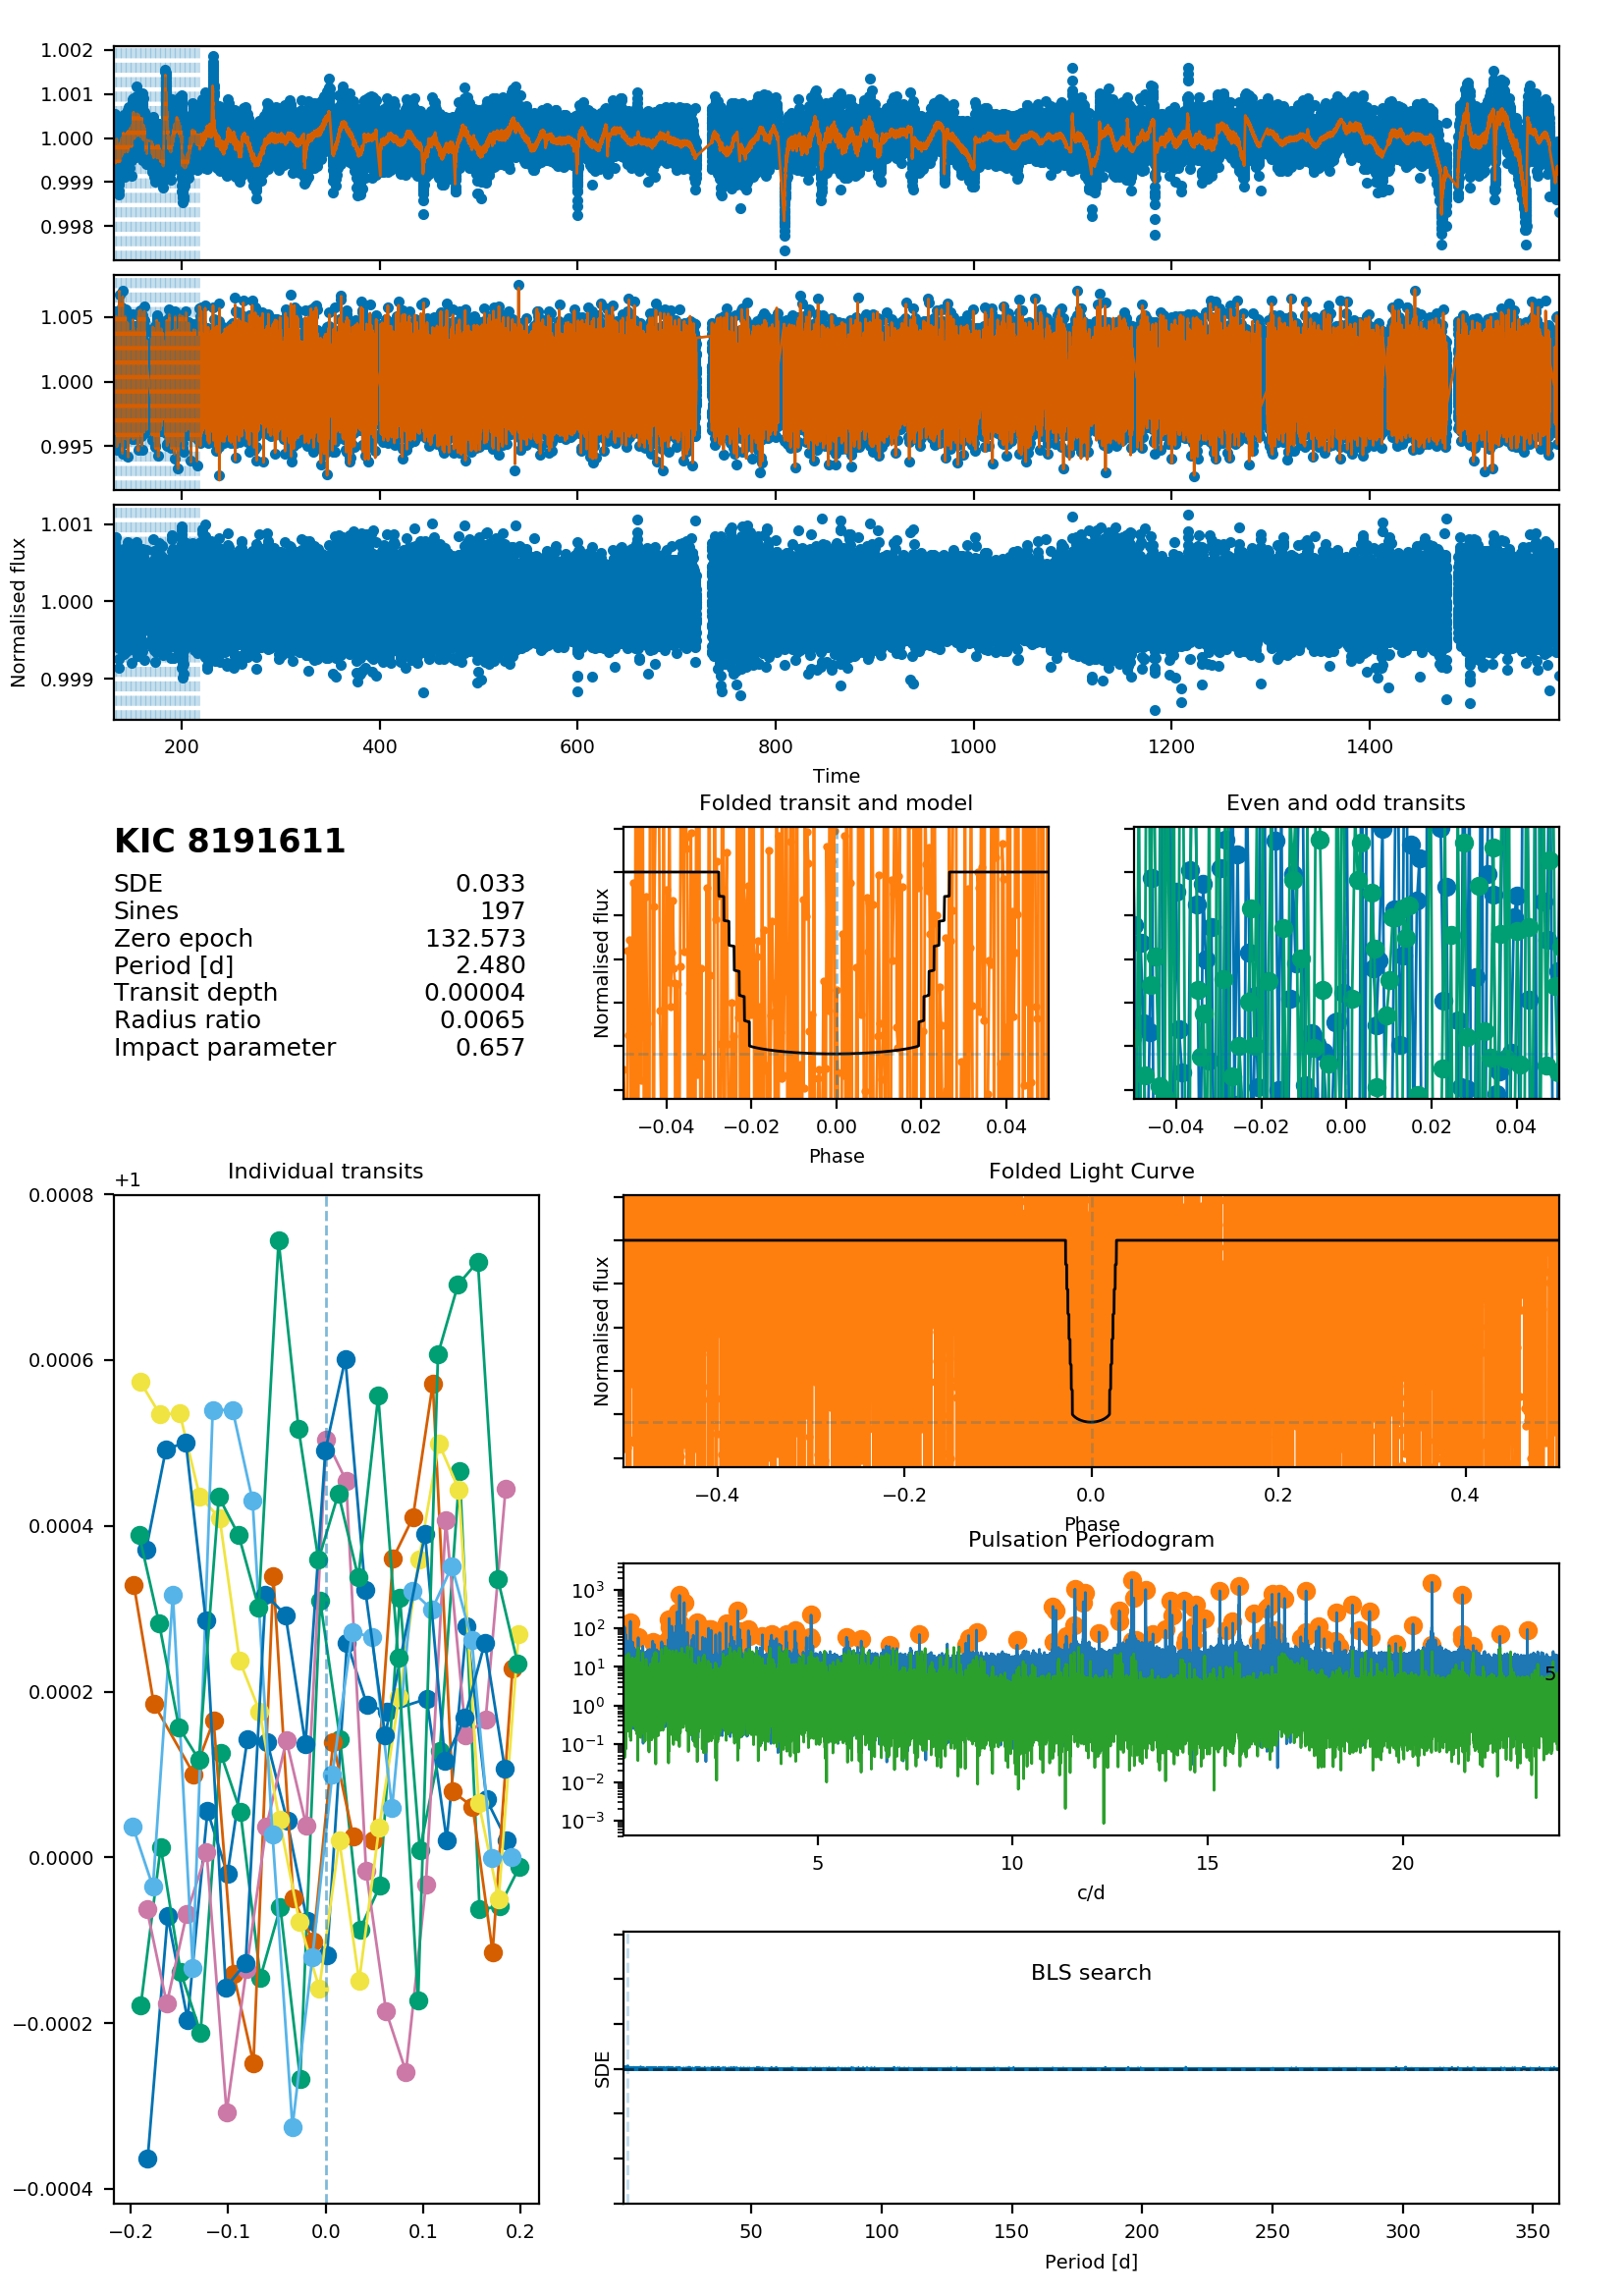 1.002
1.001
1.000
0.999
0.998
1.005
1.000
0.995
1.001
1.000
0.999
Normalised flux
200 400 600 800 1000 1200 1400
Time
KIC 8191611
SDE 0.033
Sines 197
Zero epoch 132.573
Period [d] 2.480
Transit depth 0.00004
Radius ratio 0.0065
Impact parameter 0.657
Folded transit and model
Normalised flux
−0.04 −0.02 0.00 0.02 0.04
Phase
Even and odd transits
−0.04 −0.02 0.00 0.02 0.04
Individual transits
+1
0.0008
0.0006
0.0004
0.0002
0.0000
−0.0002
−0.0004
−0.2 −0.1 0.0 0.1 0.2
Folded Light Curve
Normalised flux
−0.4 −0.2 0.0 0.2 0.4
Phase
Pulsation Periodogram
10³
10²
10¹
10⁰
10⁻¹
10⁻²
10⁻³
5
5 10 15 20
c/d
BLS search
SDE
50 100 150 200 250 300 350
Period [d]